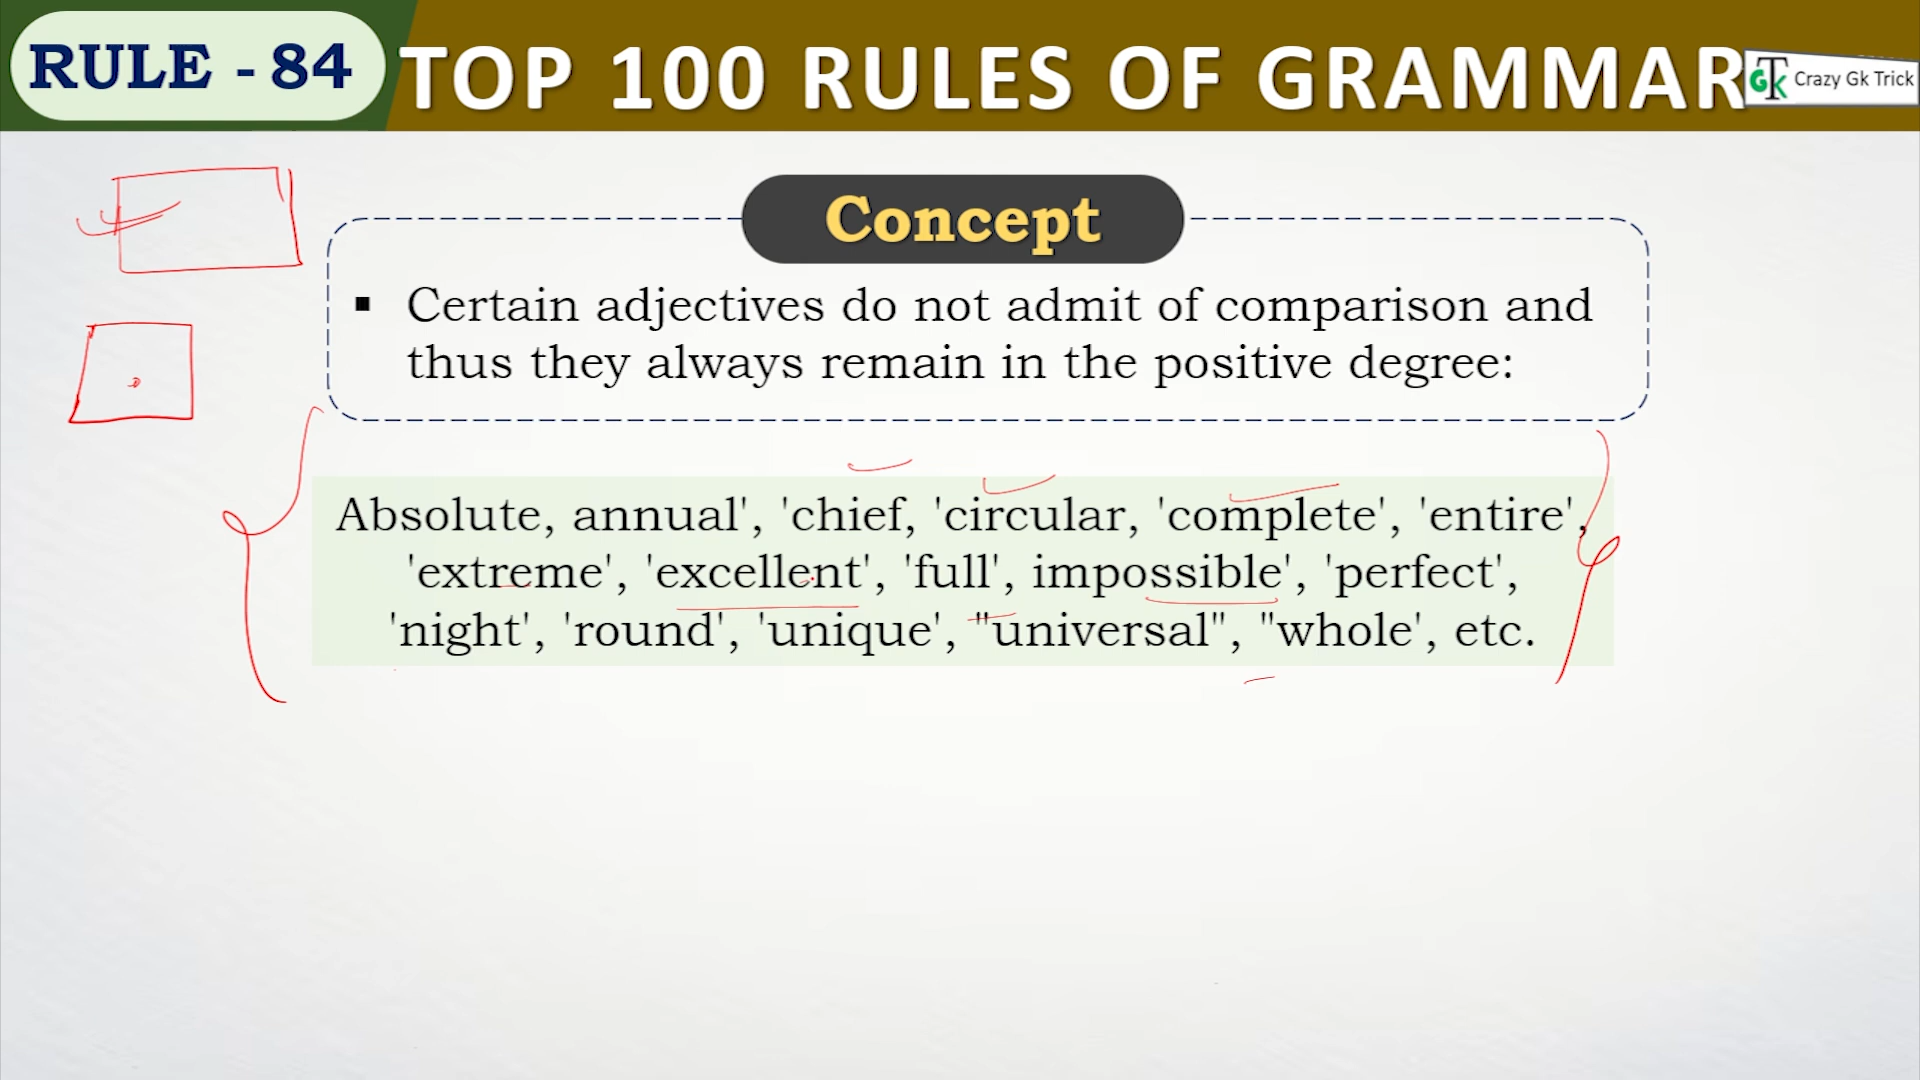 RULE - 84
TOP 100 RULES OF GRAMMAR
GTK Crazy Gk Trick
Concept
▪ Certain adjectives do not admit of comparison and
thus they always remain in the positive degree:
Absolute, annual', 'chief, 'circular, 'complete', 'entire',
'extreme', 'excellent', 'full', impossible', 'perfect',
'night', 'round', 'unique', "universal", "whole', etc.